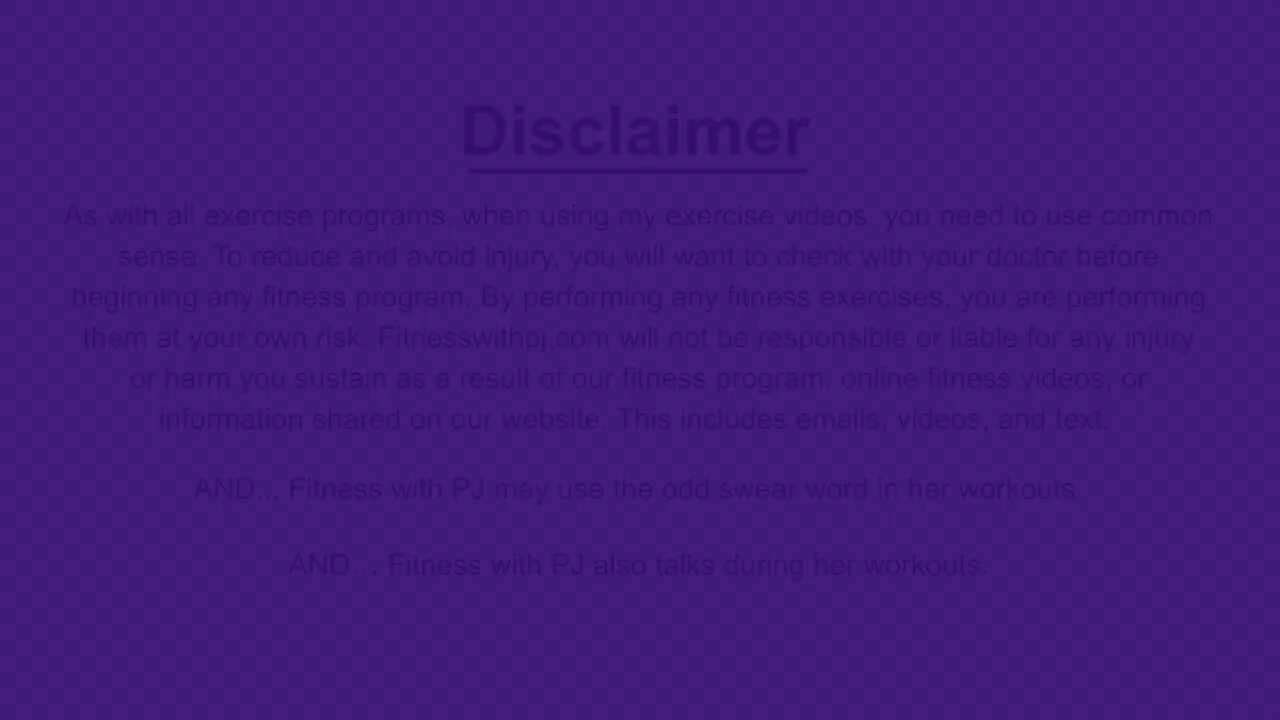 Disclaimer
As with all exercise programs, when using my exercise videos, you need to use common
sense. To reduce and avoid injury, you will want to check with your doctor before
beginning any fitness program. By performing any fitness exercises, you are performing
them at your own risk. Fitnesswithpj.com will not be responsible or liable for any injury
or harm you sustain as a result of our fitness program, online fitness videos, or
information shared on our website. This includes emails, videos, and text.
AND... Fitness with PJ may use the odd swear word in her workouts.
AND... Fitness with PJ also talks during her workouts.